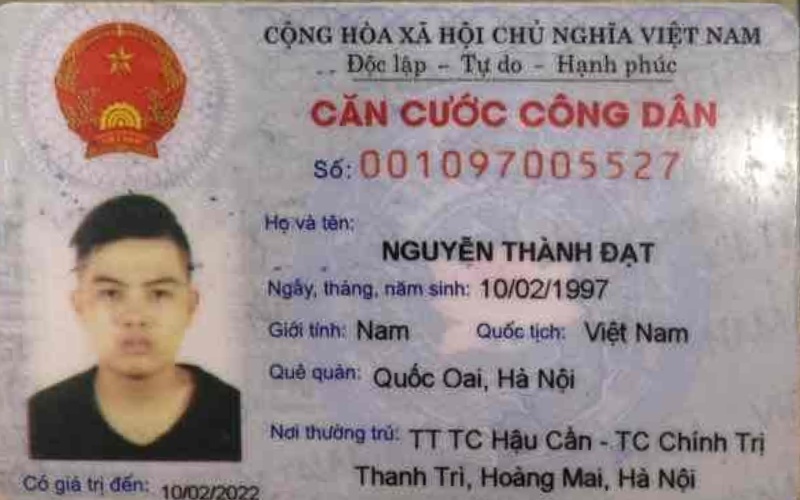 CỘNG HÒA XÃ HỘI CHỦ NGHĨA VIỆT NAM
Độc lập – Tự do – Hạnh phúc
CĂN CƯỚC CÔNG DÂN
Số: 001097005527
Họ và tên:
NGUYỄN THÀNH ĐẠT
Ngày, tháng, năm sinh: 10/02/1997
Giới tính: Nam Quốc tịch: Việt Nam
Quê quán: Quốc Oai, Hà Nội
Nơi thường trú: TT TC Hậu Cần - TC Chính Trị
Thanh Trì, Hoàng Mai, Hà Nội
Có giá trị đến: 10/02/2022